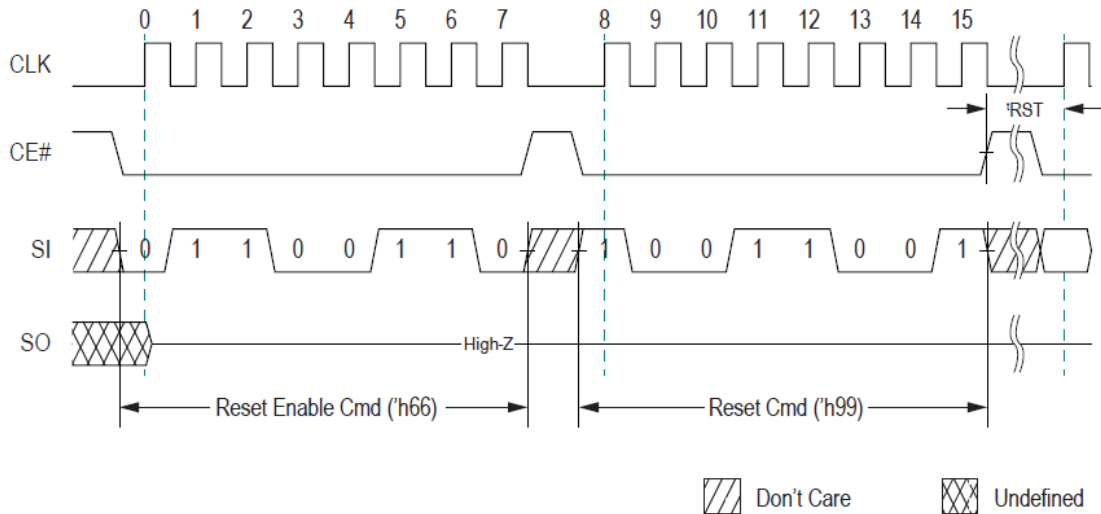 0 1 2 3 4 5 6 7 8 9 10 11 12 13 14 15
CLK
tRST
CE#
SI 0 1 1 0 0 1 1 0 1 0 0 1 1 0 0 1
SO
High-Z
Reset Enable Cmd ('h66) Reset Cmd ('h99)
Don't Care Undefined